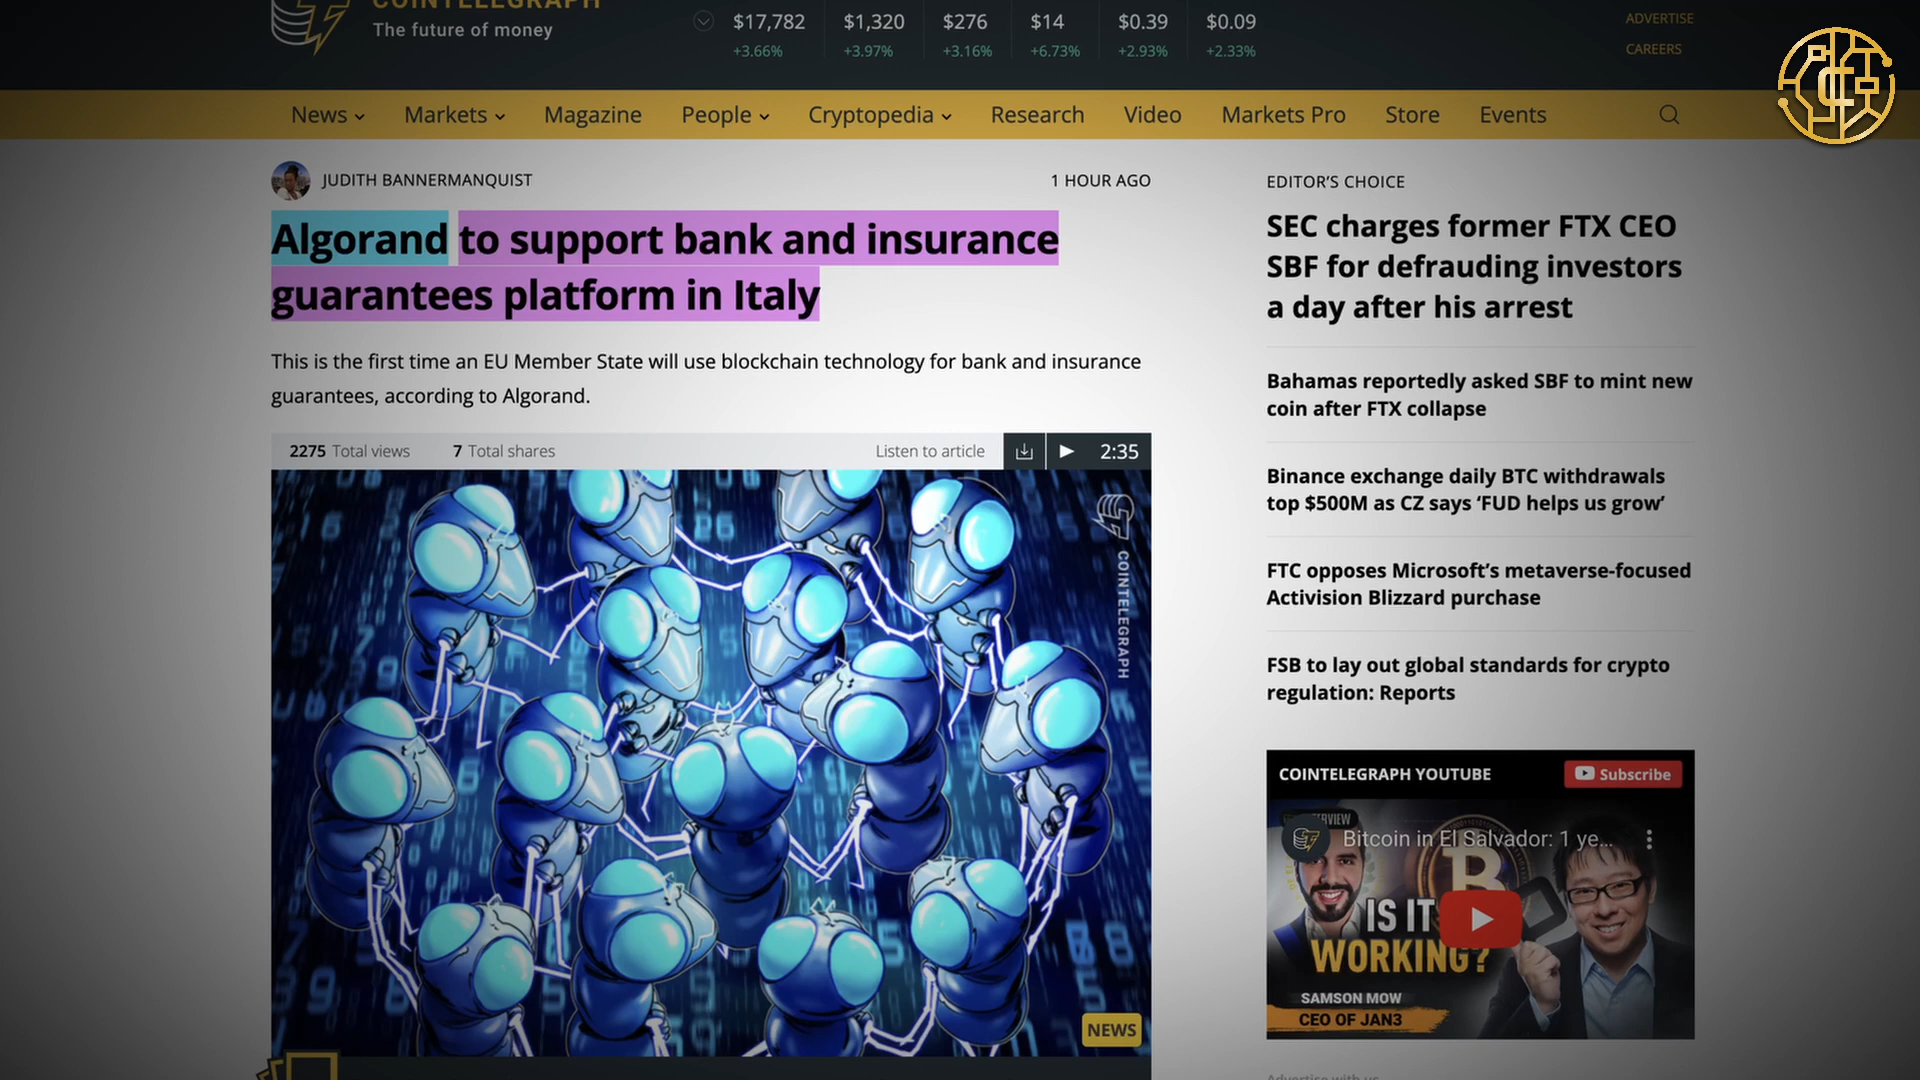 COINTELEGRAPH
The future of money
$17,782 $1,320 $276 $14 $0.39 $0.09
+3.66% +3.97% +3.16% +6.73% +2.93% +2.33%
ADVERTISE
CAREERS
News Markets Magazine People Cryptopedia Research Video Markets Pro Store Events
JUDITH BANNERMANQUIST
1 HOUR AGO
Algorand to support bank and insurance
guarantees platform in Italy
This is the first time an EU Member State will use blockchain technology for bank and insurance
guarantees, according to Algorand.
2275 Total views 7 Total shares Listen to article 2:35
COINTELEGRAPH
NEWS
EDITOR'S CHOICE
SEC charges former FTX CEO
SBF for defrauding investors
a day after his arrest
Bahamas reportedly asked SBF to mint new
coin after FTX collapse
Binance exchange daily BTC withdrawals
top $500M as CZ says ‘FUD helps us grow’
FTC opposes Microsoft’s metaverse-focused
Activision Blizzard purchase
FSB to lay out global standards for crypto
regulation: Reports
COINTELEGRAPH YOUTUBE
Subscribe
Bitcoin in El Salvador: 1 ye...
IS IT
WORKING?
SAMSON MOW
CEO OF JAN3
Advertise with us